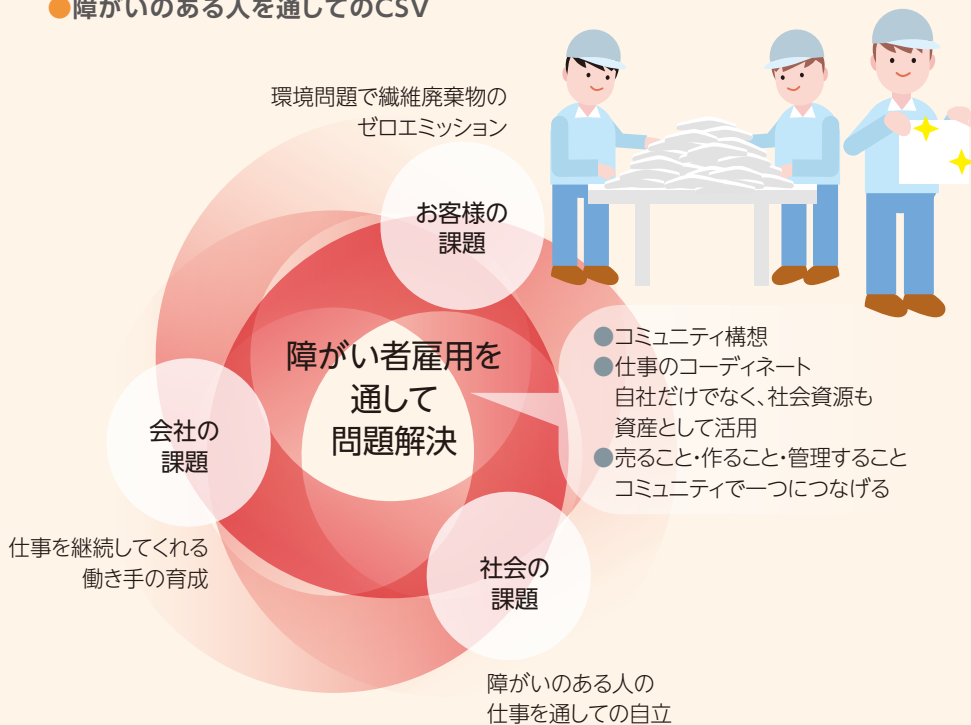 ●障がいのある人を通してのCSV
環境問題で繊維廃棄物の
ゼロエミッション
お客様の
課題
障がい者雇用を
通して
問題解決
●コミュニティ構想
●仕事のコーディネート
自社だけでなく、社会資源も
資産として活用
●売ること・作ること・管理すること
コミュニティで一つにつなげる
会社の
課題
仕事を継続してくれる
働き手の育成
社会の
課題
障がいのある人の
仕事を通しての自立